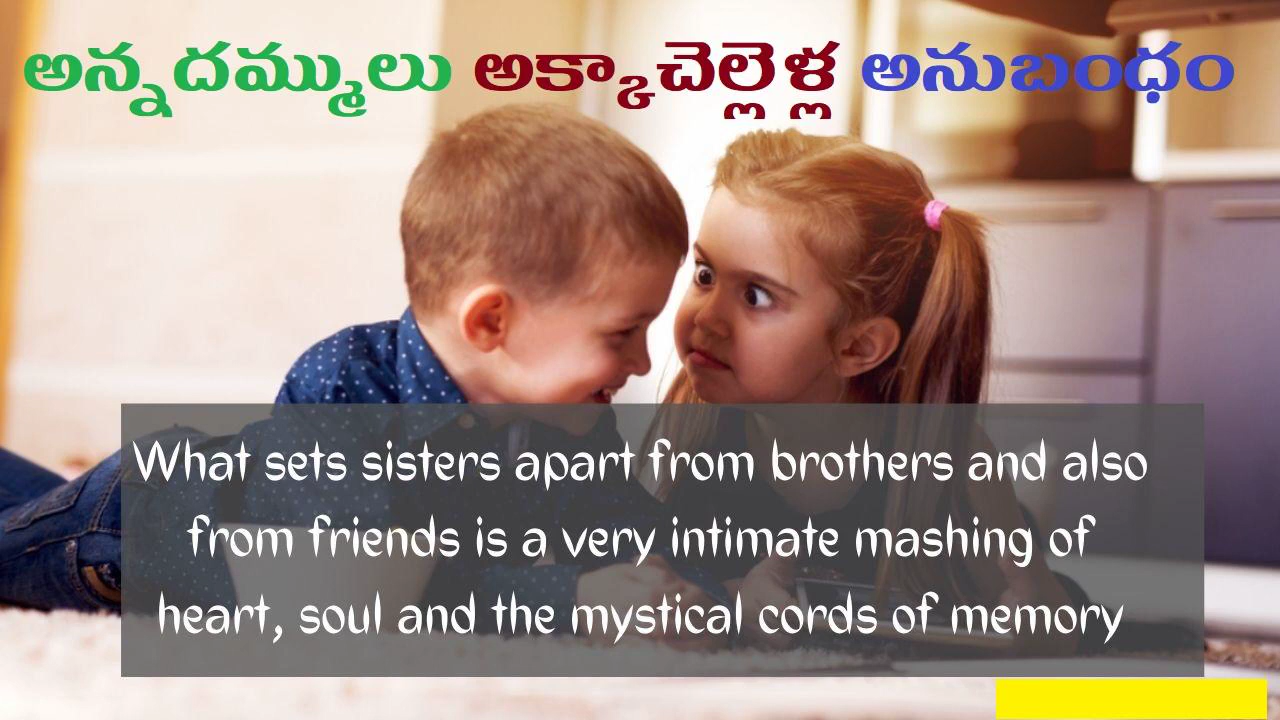 అన్నదమ్ములు అక్కాచెల్లెళ్ల అనుబంధం
What sets sisters apart from brothers and also
from friends is a very intimate mashing of
heart, soul and the mystical cords of memory